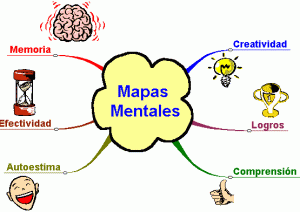 Memoria
Creatividad
Mapas
Mentales
Efectividad
Logros
Autoestima
Comprensión